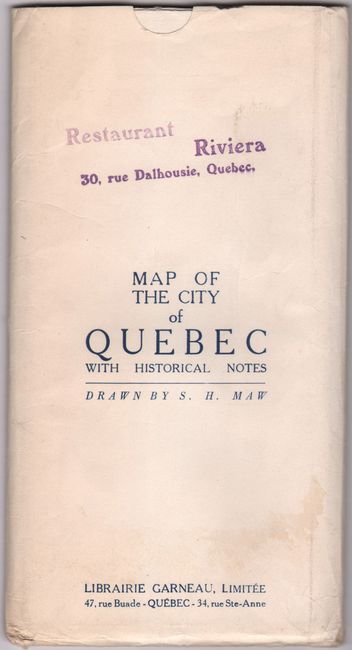 Restaurant
Riviera
30, rue Dalhousie, Quebec.
MAP OF
THE CITY
of
QUEBEC
WITH HISTORICAL NOTES
DRAWN BY S. H. MAW
LIBRAIRIE GARNEAU, LIMITÉE
47, rue Buade - QUÉBEC - 34, rue Ste-Anne